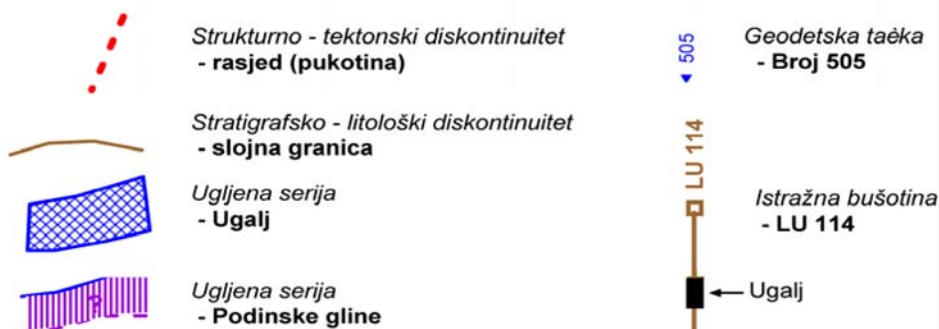 Strukturno - tektonski diskontinuitet
- rasjed (pukotina)
Stratigrafsko - litološki diskontinuitet
- slojna granica
Ugljena serija
- Ugalj
?
Ugljena serija
- Podinske gline
505
Geodetska taèka
- Broj 505
LU 114
Istražna bušotina
- LU 114
Ugalj